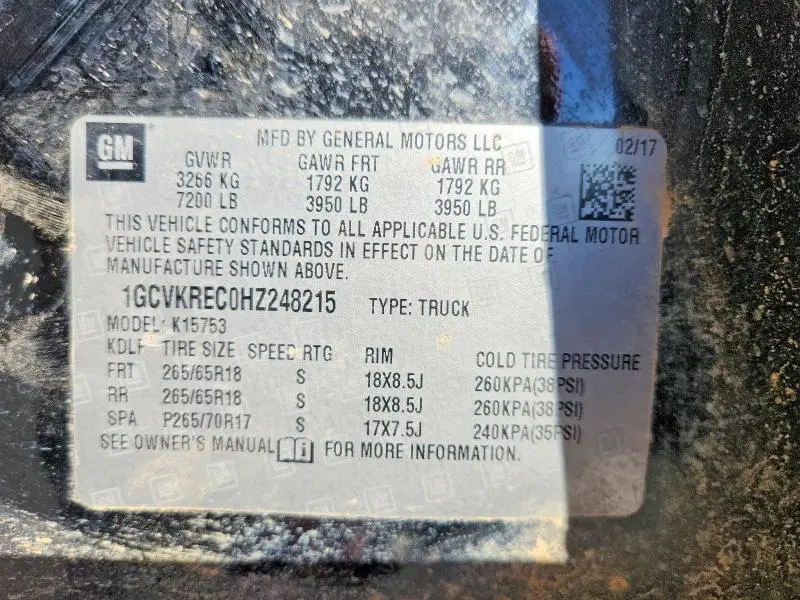 GM
MFD BY GENERAL MOTORS LLC 02/17
GVWR GAWR FRT GAWR RR
3266 KG 1792 KG 1792 KG
7200 LB 3950 LB 3950 LB
THIS VEHICLE CONFORMS TO ALL APPLICABLE U.S. FEDERAL MOTOR
VEHICLE SAFETY STANDARDS IN EFFECT ON THE DATE OF
MANUFACTURE SHOWN ABOVE.
1GCVKREC0HZ248215 TYPE: TRUCK
MODEL: K15753
KDLF TIRE SIZE SPEED RTG RIM COLD TIRE PRESSURE
FRT 265/65R18 S 18X8.5J 260KPA(38PSI)
RR 265/65R18 S 18X8.5J 260KPA(38PSI)
SPA P265/70R17 S 17X7.5J 240KPA(35PSI)
SEE OWNER'S MANUAL FOR MORE INFORMATION.